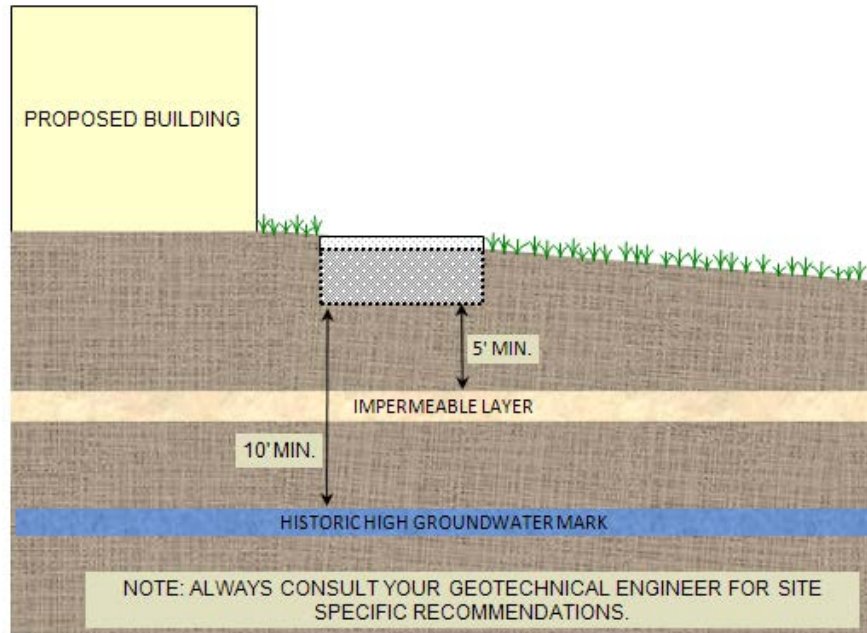 PROPOSED BUILDING
5' MIN.
IMPERMEABLE LAYER
10' MIN.
HISTORIC HIGH GROUNDWATER MARK
NOTE: ALWAYS CONSULT YOUR GEOTECHNICAL ENGINEER FOR SITE
SPECIFIC RECOMMENDATIONS.